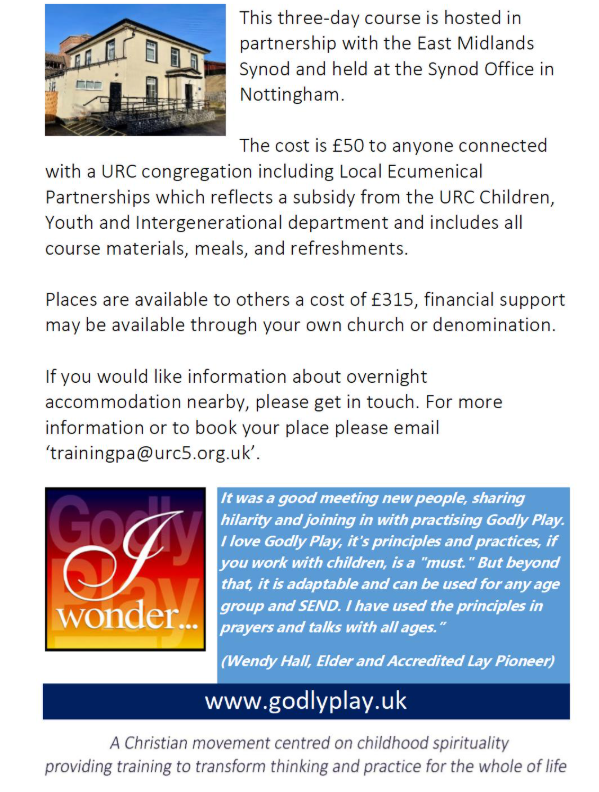 This three-day course is hosted in
partnership with the East Midlands
Synod and held at the Synod Office in
Nottingham.
The cost is £50 to anyone connected
with a URC congregation including Local Ecumenical
Partnerships which reflects a subsidy from the URC Children,
Youth and Intergenerational department and includes all
course materials, meals, and refreshments.
Places are available to others a cost of £315, financial support
may be available through your own church or denomination.
If you would like information about overnight
accommodation nearby, please get in touch. For more
information or to book your place please email
‘trainingpa@urc5.org.uk’.
Godly
Play
I
wonder...
It was a good meeting new people, sharing
hilarity and joining in with practising Godly Play.
I love Godly Play, it's principles and practices, if
you work with children, is a "must." But beyond
that, it is adaptable and can be used for any age
group and SEND. I have used the principles in
prayers and talks with all ages.”
(Wendy Hall, Elder and Accredited Lay Pioneer)
www.godlyplay.uk
A Christian movement centred on childhood spirituality
providing training to transform thinking and practice for the whole of life